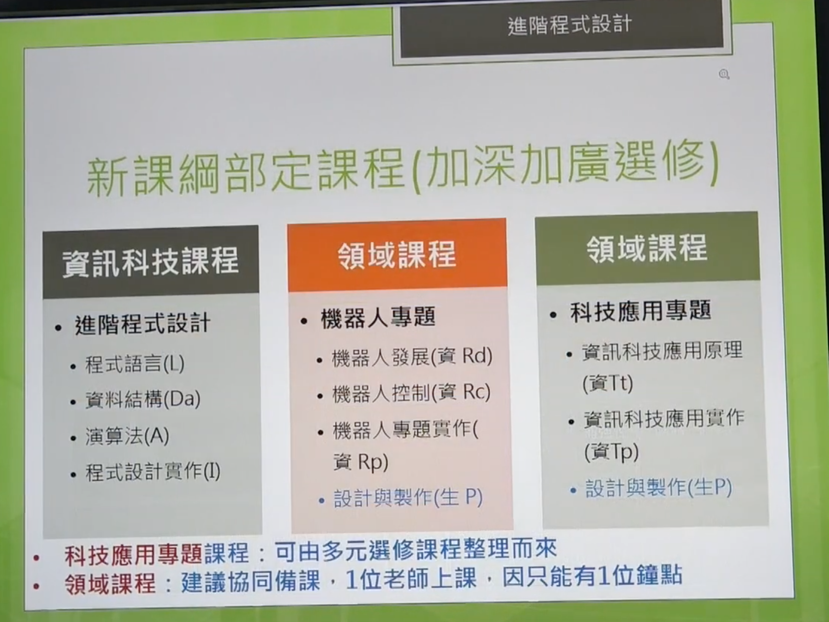 進階程式設計
新課綱部定課程(加深加廣選修)
資訊科技課程
• 進階程式設計
• 程式語言(L)
• 資料結構(Da)
• 演算法(A)
• 程式設計實作(I)
領域課程
• 機器人專題
• 機器人發展(資 Rd)
• 機器人控制(資 Rc)
• 機器人專題實作(
資 Rp)
• 設計與製作(生 P)
領域課程
• 科技應用專題
• 資訊科技應用原理
(資Tt)
• 資訊科技應用實作
(資Tp)
• 設計與製作(生P)
• 科技應用專題課程：可由多元選修課程整理而來
• 領域課程：建議協同備課，1位老師上課，因只能有1位鐘點